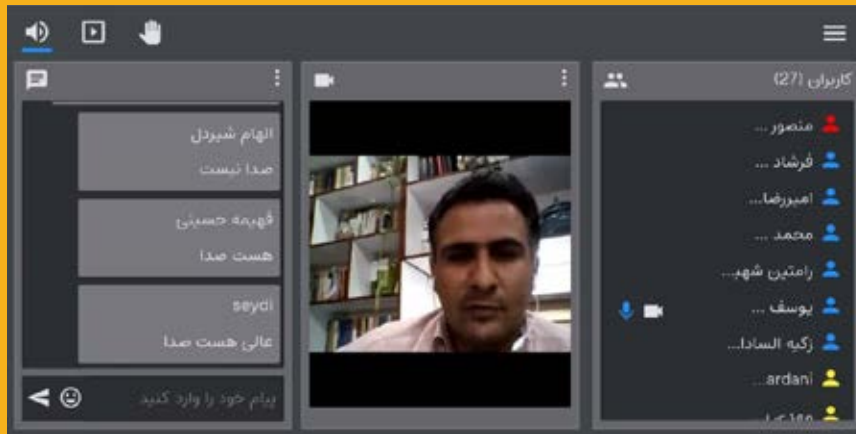 کاربران (27)
منصور ...
فرشاد ...
امیررضا...
محمد ...
رامتین شهب...
یوسف ...
زکیه السادا...
ardani...
الهام شیردل
صدا نیست
فهیمه حسینی
هست صدا
seydi
عالی هست صدا
پیام خود را وارد کنید